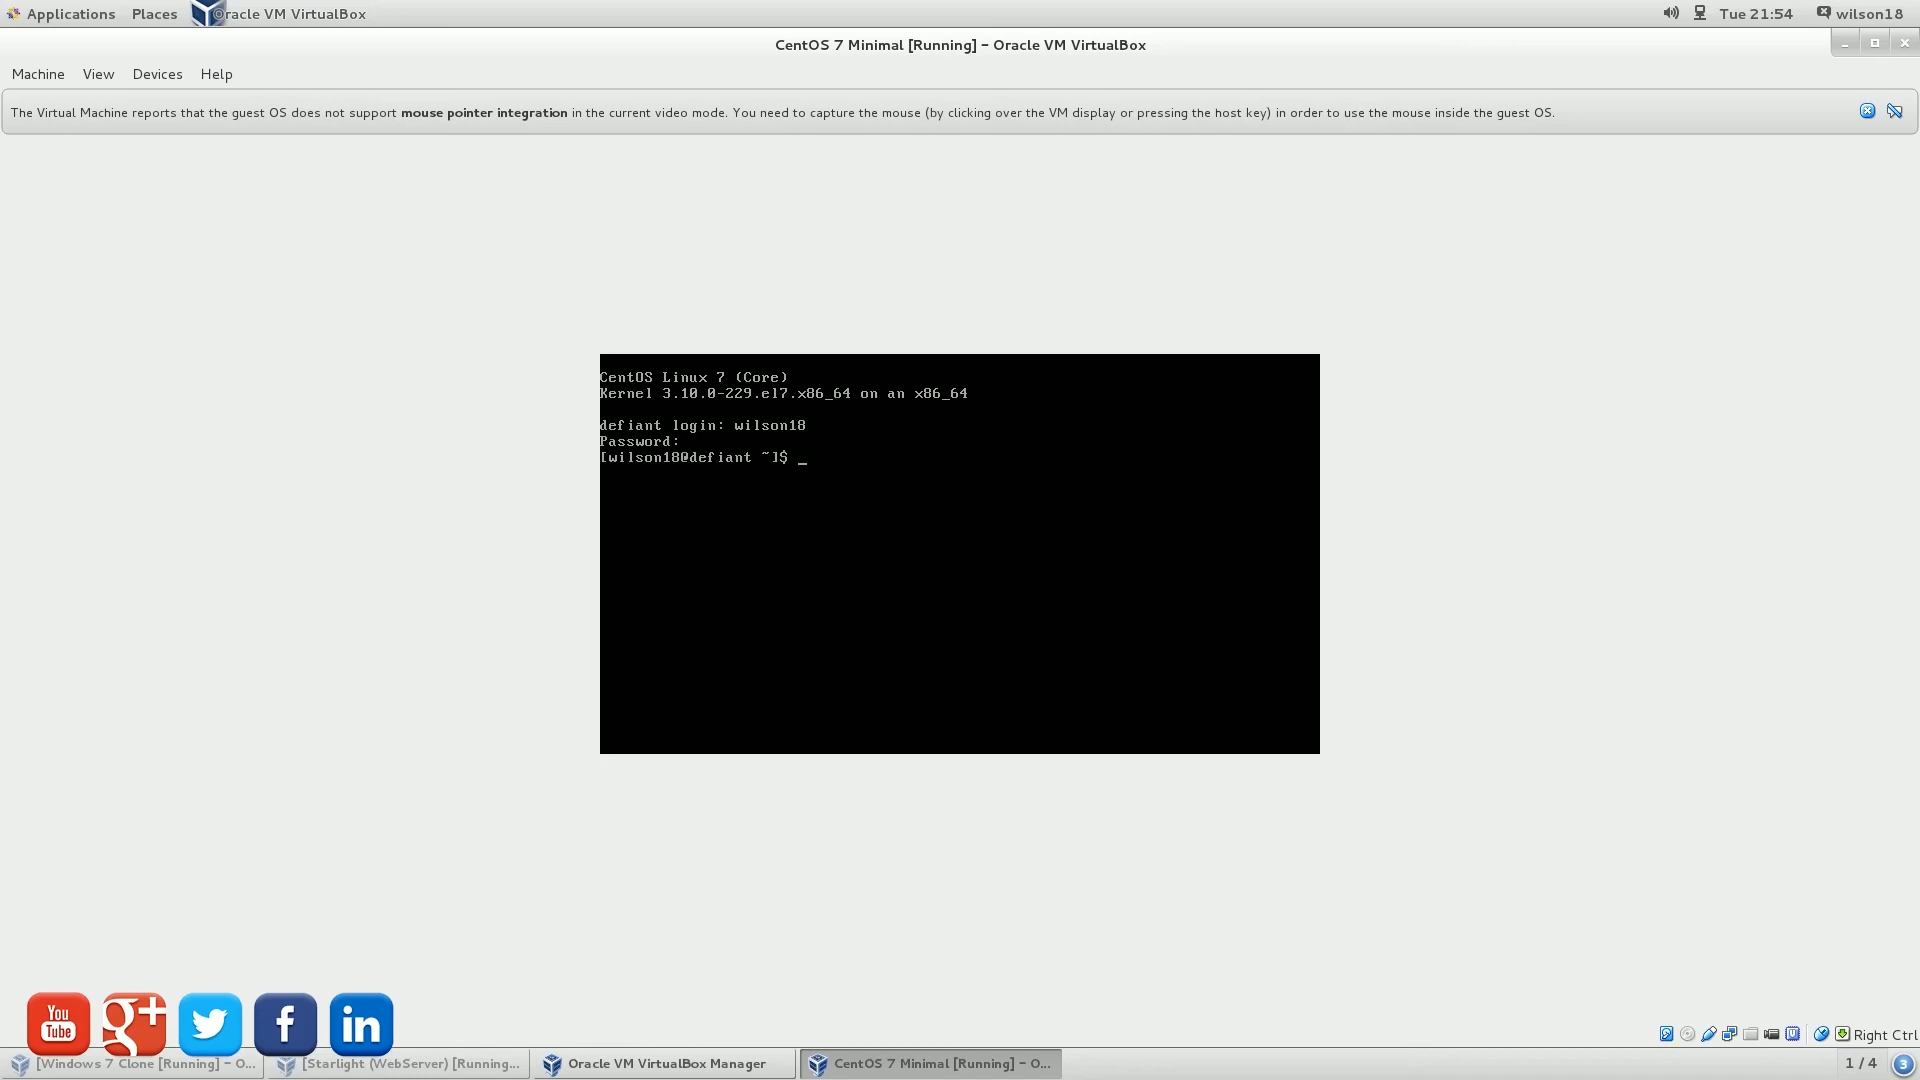 Applications Places Oracle VM VirtualBox Tue 21:54 wilson18
CentOS 7 Minimal [Running] - Oracle VM VirtualBox
Machine View Devices Help
The Virtual Machine reports that the guest OS does not support mouse pointer integration in the current video mode. You need to capture the mouse (by clicking over the VM display or pressing the host key) in order to use the mouse inside the guest OS.
CentOS Linux 7 (Core)
Kernel 3.10.0-229.el7.x86_64 on an x86_64
defiant login: wilson18
Password:
[wilson18@defiant ~]$ _
You
Tube
g+
f
in
Right Ctrl
[Windows 7 Clone [Running] - O... [Starlight (WebServer) [Running... Oracle VM VirtualBox Manager CentOS 7 Minimal [Running] - O... 1 / 4 3